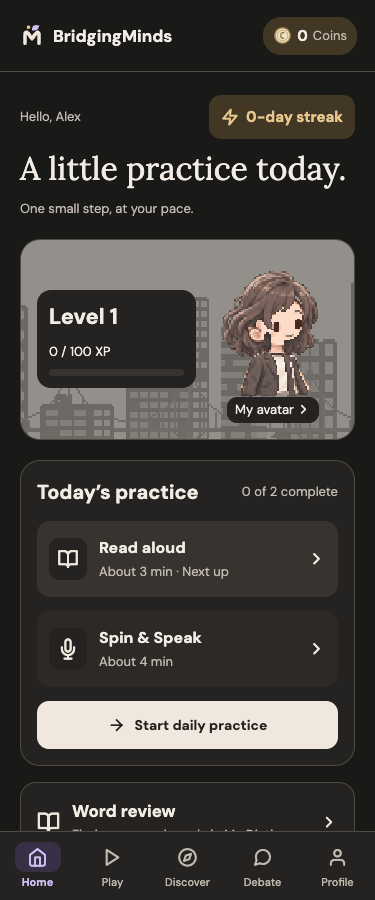 BridgingMinds
0 Coins
Hello, Alex
0-day streak
A little practice today.
One small step, at your pace.
Level 1
0 / 100 XP
My avatar
Today’s practice
0 of 2 complete
Read aloud
About 3 min · Next up
Spin & Speak
About 4 min
Start daily practice
Word review
Home
Play
Discover
Debate
Profile